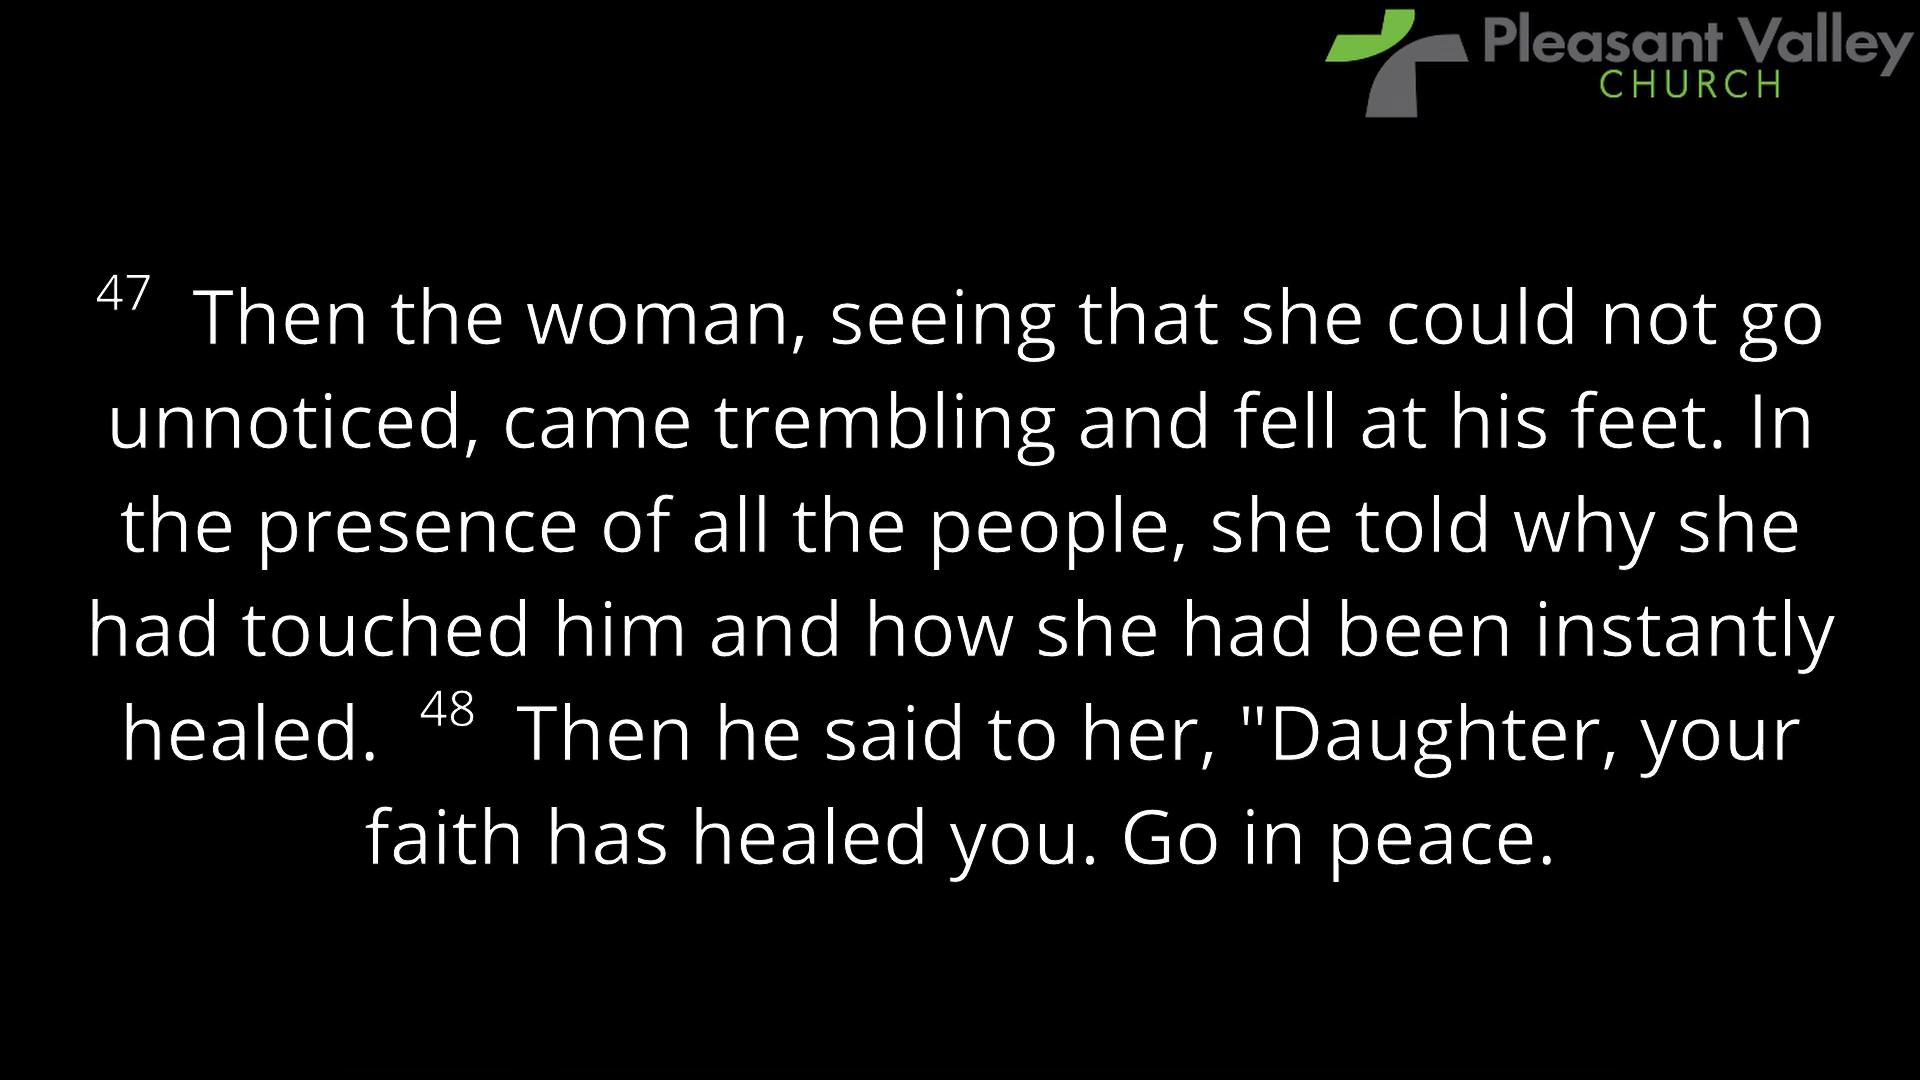 Pleasant Valley
CHURCH
47 Then the woman, seeing that she could not go
unnoticed, came trembling and fell at his feet. In
the presence of all the people, she told why she
had touched him and how she had been instantly
healed. 48 Then he said to her, "Daughter, your
faith has healed you. Go in peace.